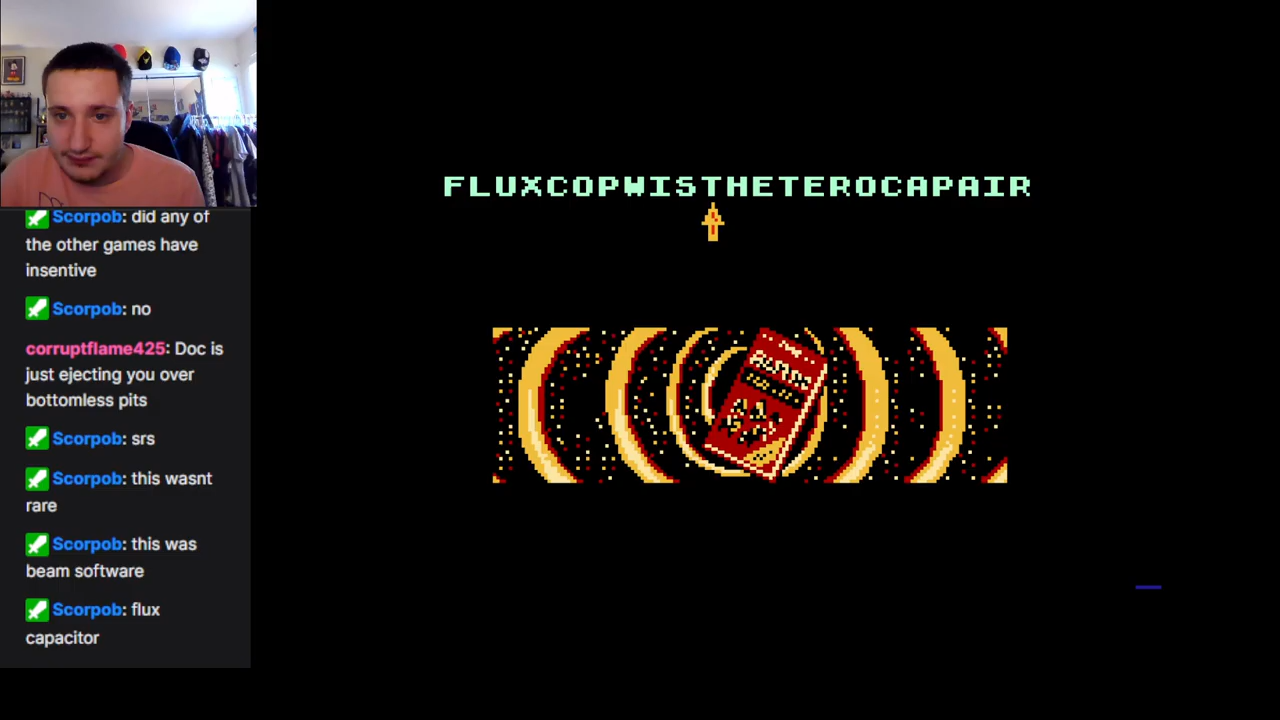 FLUXCOPWISTHETEROCAPAIR
Scorpob: did any of
the other games have
insentive
Scorpob: no
corruptflame425: Doc is
just ejecting you over
bottomless pits
Scorpob: srs
Scorpob: this wasnt
rare
Scorpob: this was
beam software
Scorpob: flux
capacitor